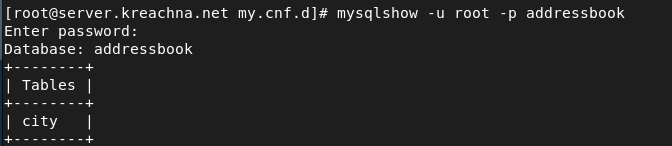 [root@server.kreachna.net my.cnf.d]# mysqlshow -u root -p addressbook
Enter password:
Database: addressbook
+--------+
| Tables |
+--------+
| city   |
+--------+